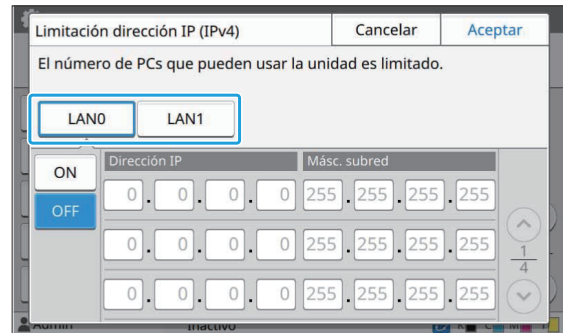 Limitación dirección IP (IPv4) Cancelar Aceptar
El número de PCs que pueden usar la unidad es limitado.
LAN0 LAN1
ON Dirección IP Másc. subred
OFF
0 . 0 . 0 . 0 255 . 255 . 255 . 255
0 . 0 . 0 . 0 255 . 255 . 255 . 255
0 . 0 . 0 . 0 255 . 255 . 255 . 255
1
4
Admin Inactivo K C M Y